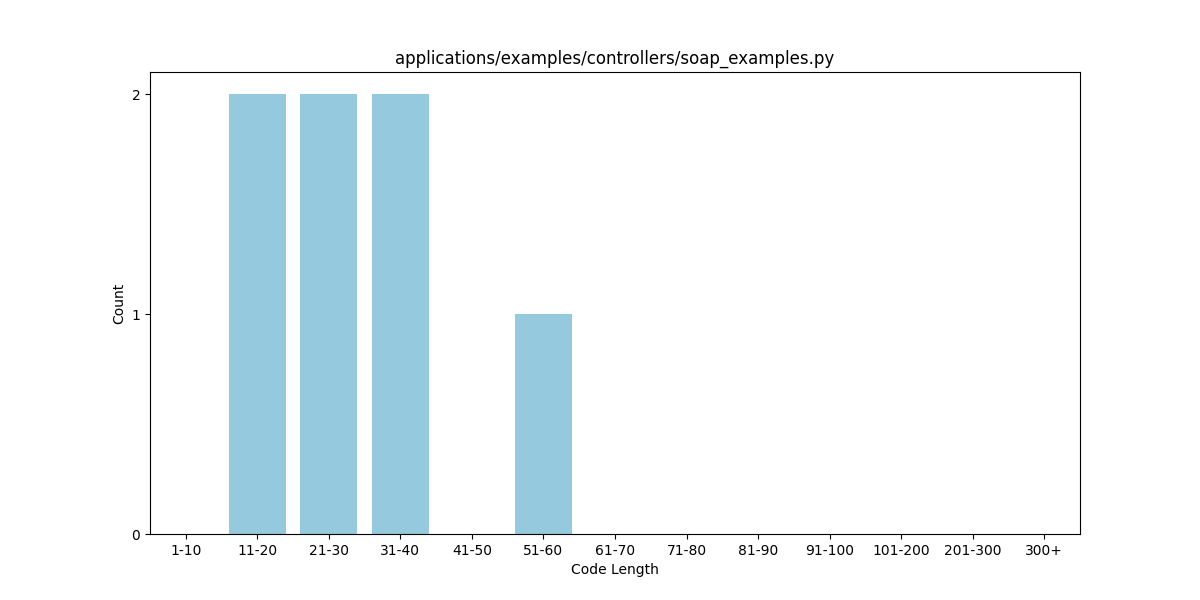 applications/examples/controllers/soap_examples.py
2
1
0
Count
1-10 11-20 21-30 31-40 41-50 51-60 61-70 71-80 81-90 91-100 101-200 201-300 300+
Code Length